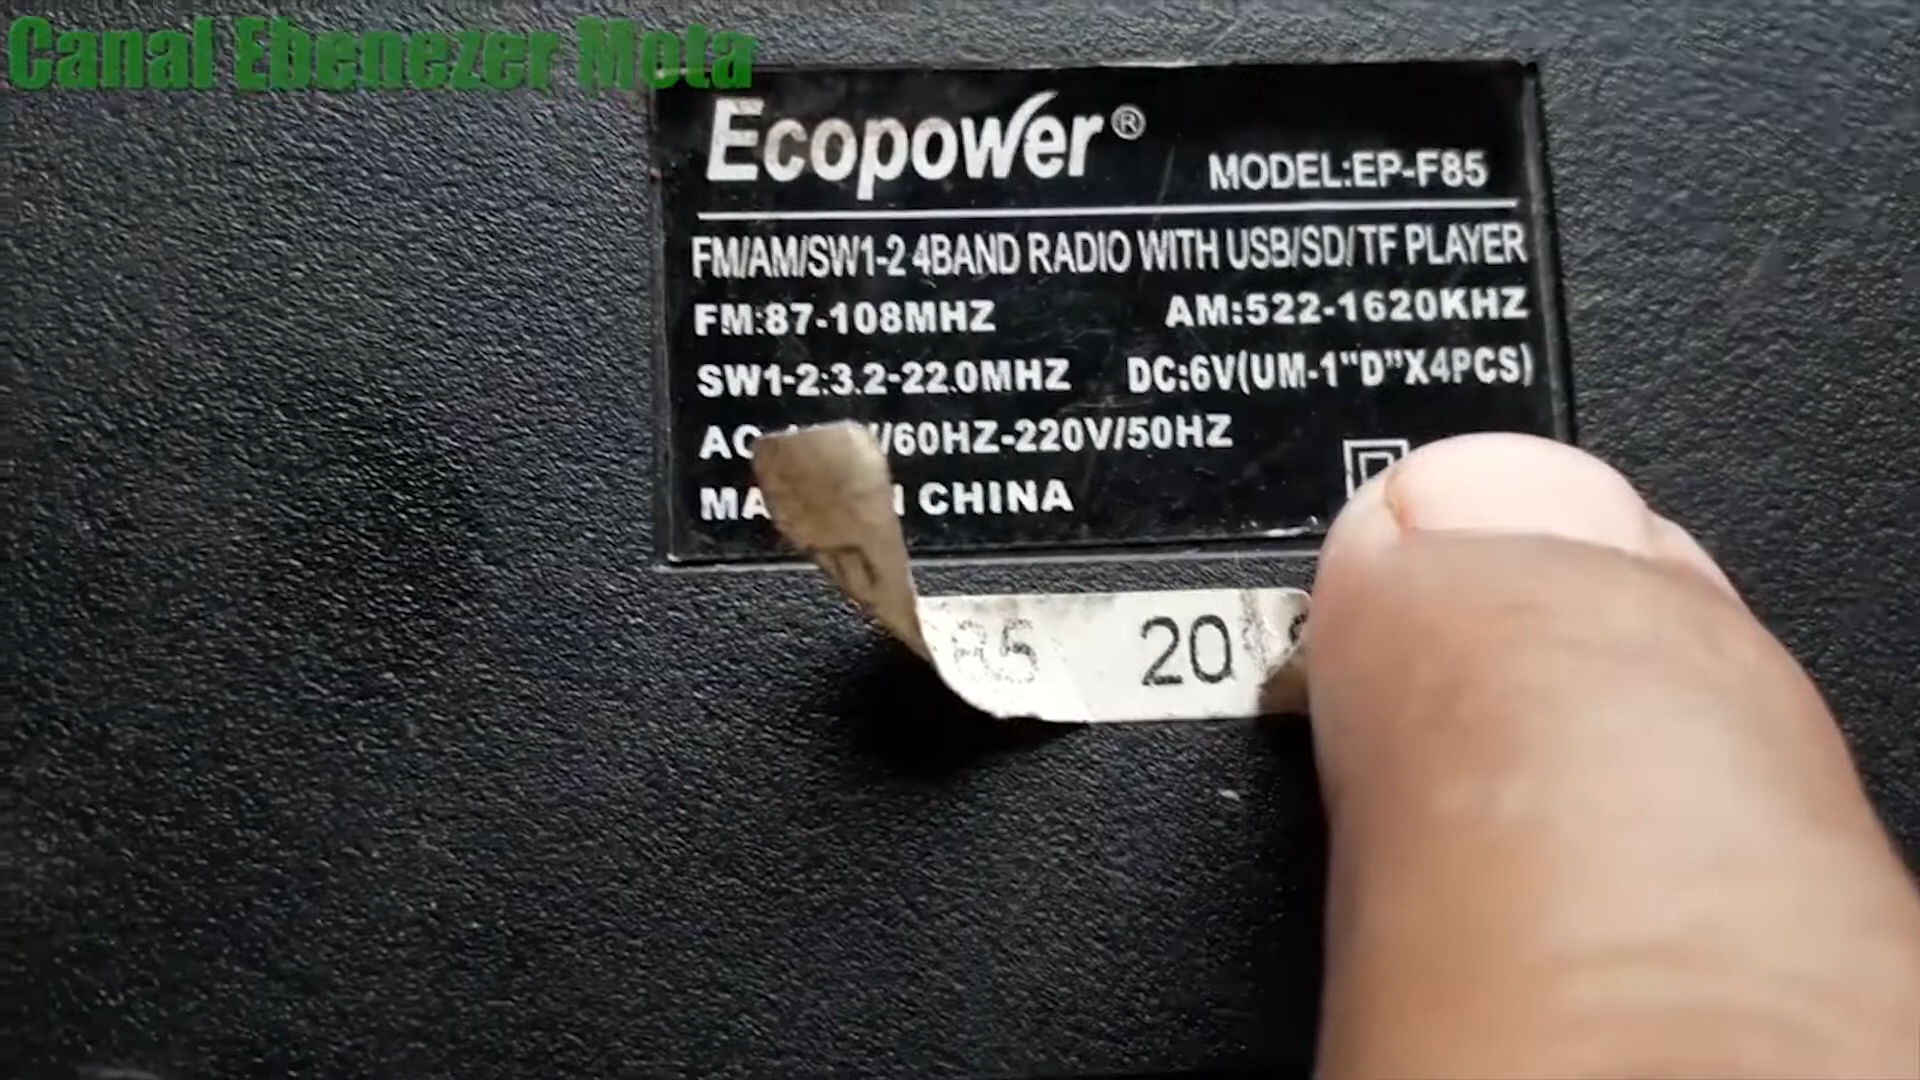 Canal Ebenezer Mota
Ecopower®
MODEL:EP-F85
FM/AM/SW1-2 4BAND RADIO WITH USB/SD/TF PLAYER
FM:87-108MHZ AM:522-1620KHZ
SW1-2:3.2-22.0MHZ DC:6V(UM-1"D"X4PCS)
/60HZ-220V/50HZ
CHINA
85 20